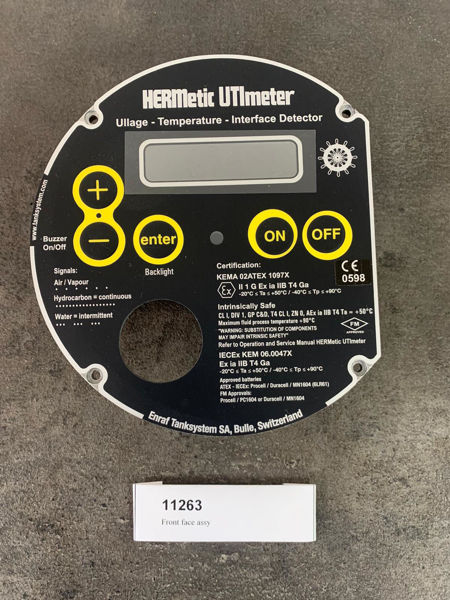 HERMetic UTImeter
Ullage - Temperature - Interface Detector
www.tanksystem.com
+
−
Buzzer
On/Off
enter
Backlight
ON
OFF
Signals:
Air / Vapour
Hydrocarbon = continuous
Water = intermittent
Certification:
KEMA 02ATEX 1097X
CE
0598
Ex
II 1 G Ex ia IIB T4 Ga
-20°C ≤ Ta ≤ +50°C / -40°C ≤ Tp ≤ +90°C
Intrinsically Safe
CL I, DIV 1, GP C&D, T4 CL I, ZN 0, AEx ia IIB T4 Ta = +50°C
Maximum fluid process temperature = 90°C
"WARNING: SUBSTITUTION OF COMPONENTS
MAY IMPAIR INTRINSIC SAFETY"
FM
APPROVED
Refer to Operation and Service Manual HERMetic UTImeter
IECEx KEM 06.0047X
Ex ia IIB T4 Ga
-20°C ≤ Ta ≤ +50°C / -40°C ≤ Tp ≤ +90°C
Approved batteries
ATEX - IECEx: Procell / Duracell / MN1604 (6LR61)
FM Approvals:
Procell / PC1604 or Duracell / MN1604
Enraf Tanksystem SA, Bulle, Switzerland
11263
Front face assy